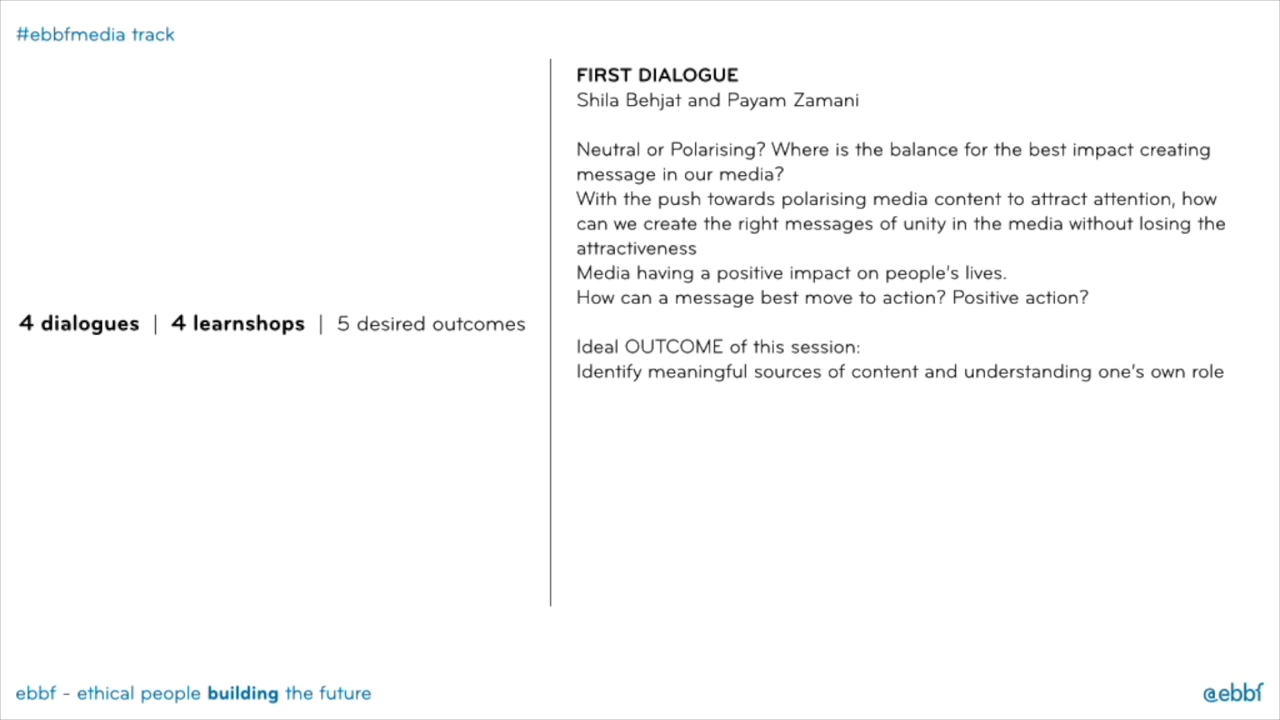 #ebbfmedia track
4 dialogues | 4 learnshops | 5 desired outcomes
FIRST DIALOGUE
Shila Behjat and Payam Zamani
Neutral or Polarising? Where is the balance for the best impact creating
message in our media?
With the push towards polarising media content to attract attention, how
can we create the right messages of unity in the media without losing the
attractiveness
Media having a positive impact on people's lives.
How can a message best move to action? Positive action?
Ideal OUTCOME of this session:
Identify meaningful sources of content and understanding one's own role
ebbf - ethical people building the future
@ebbf